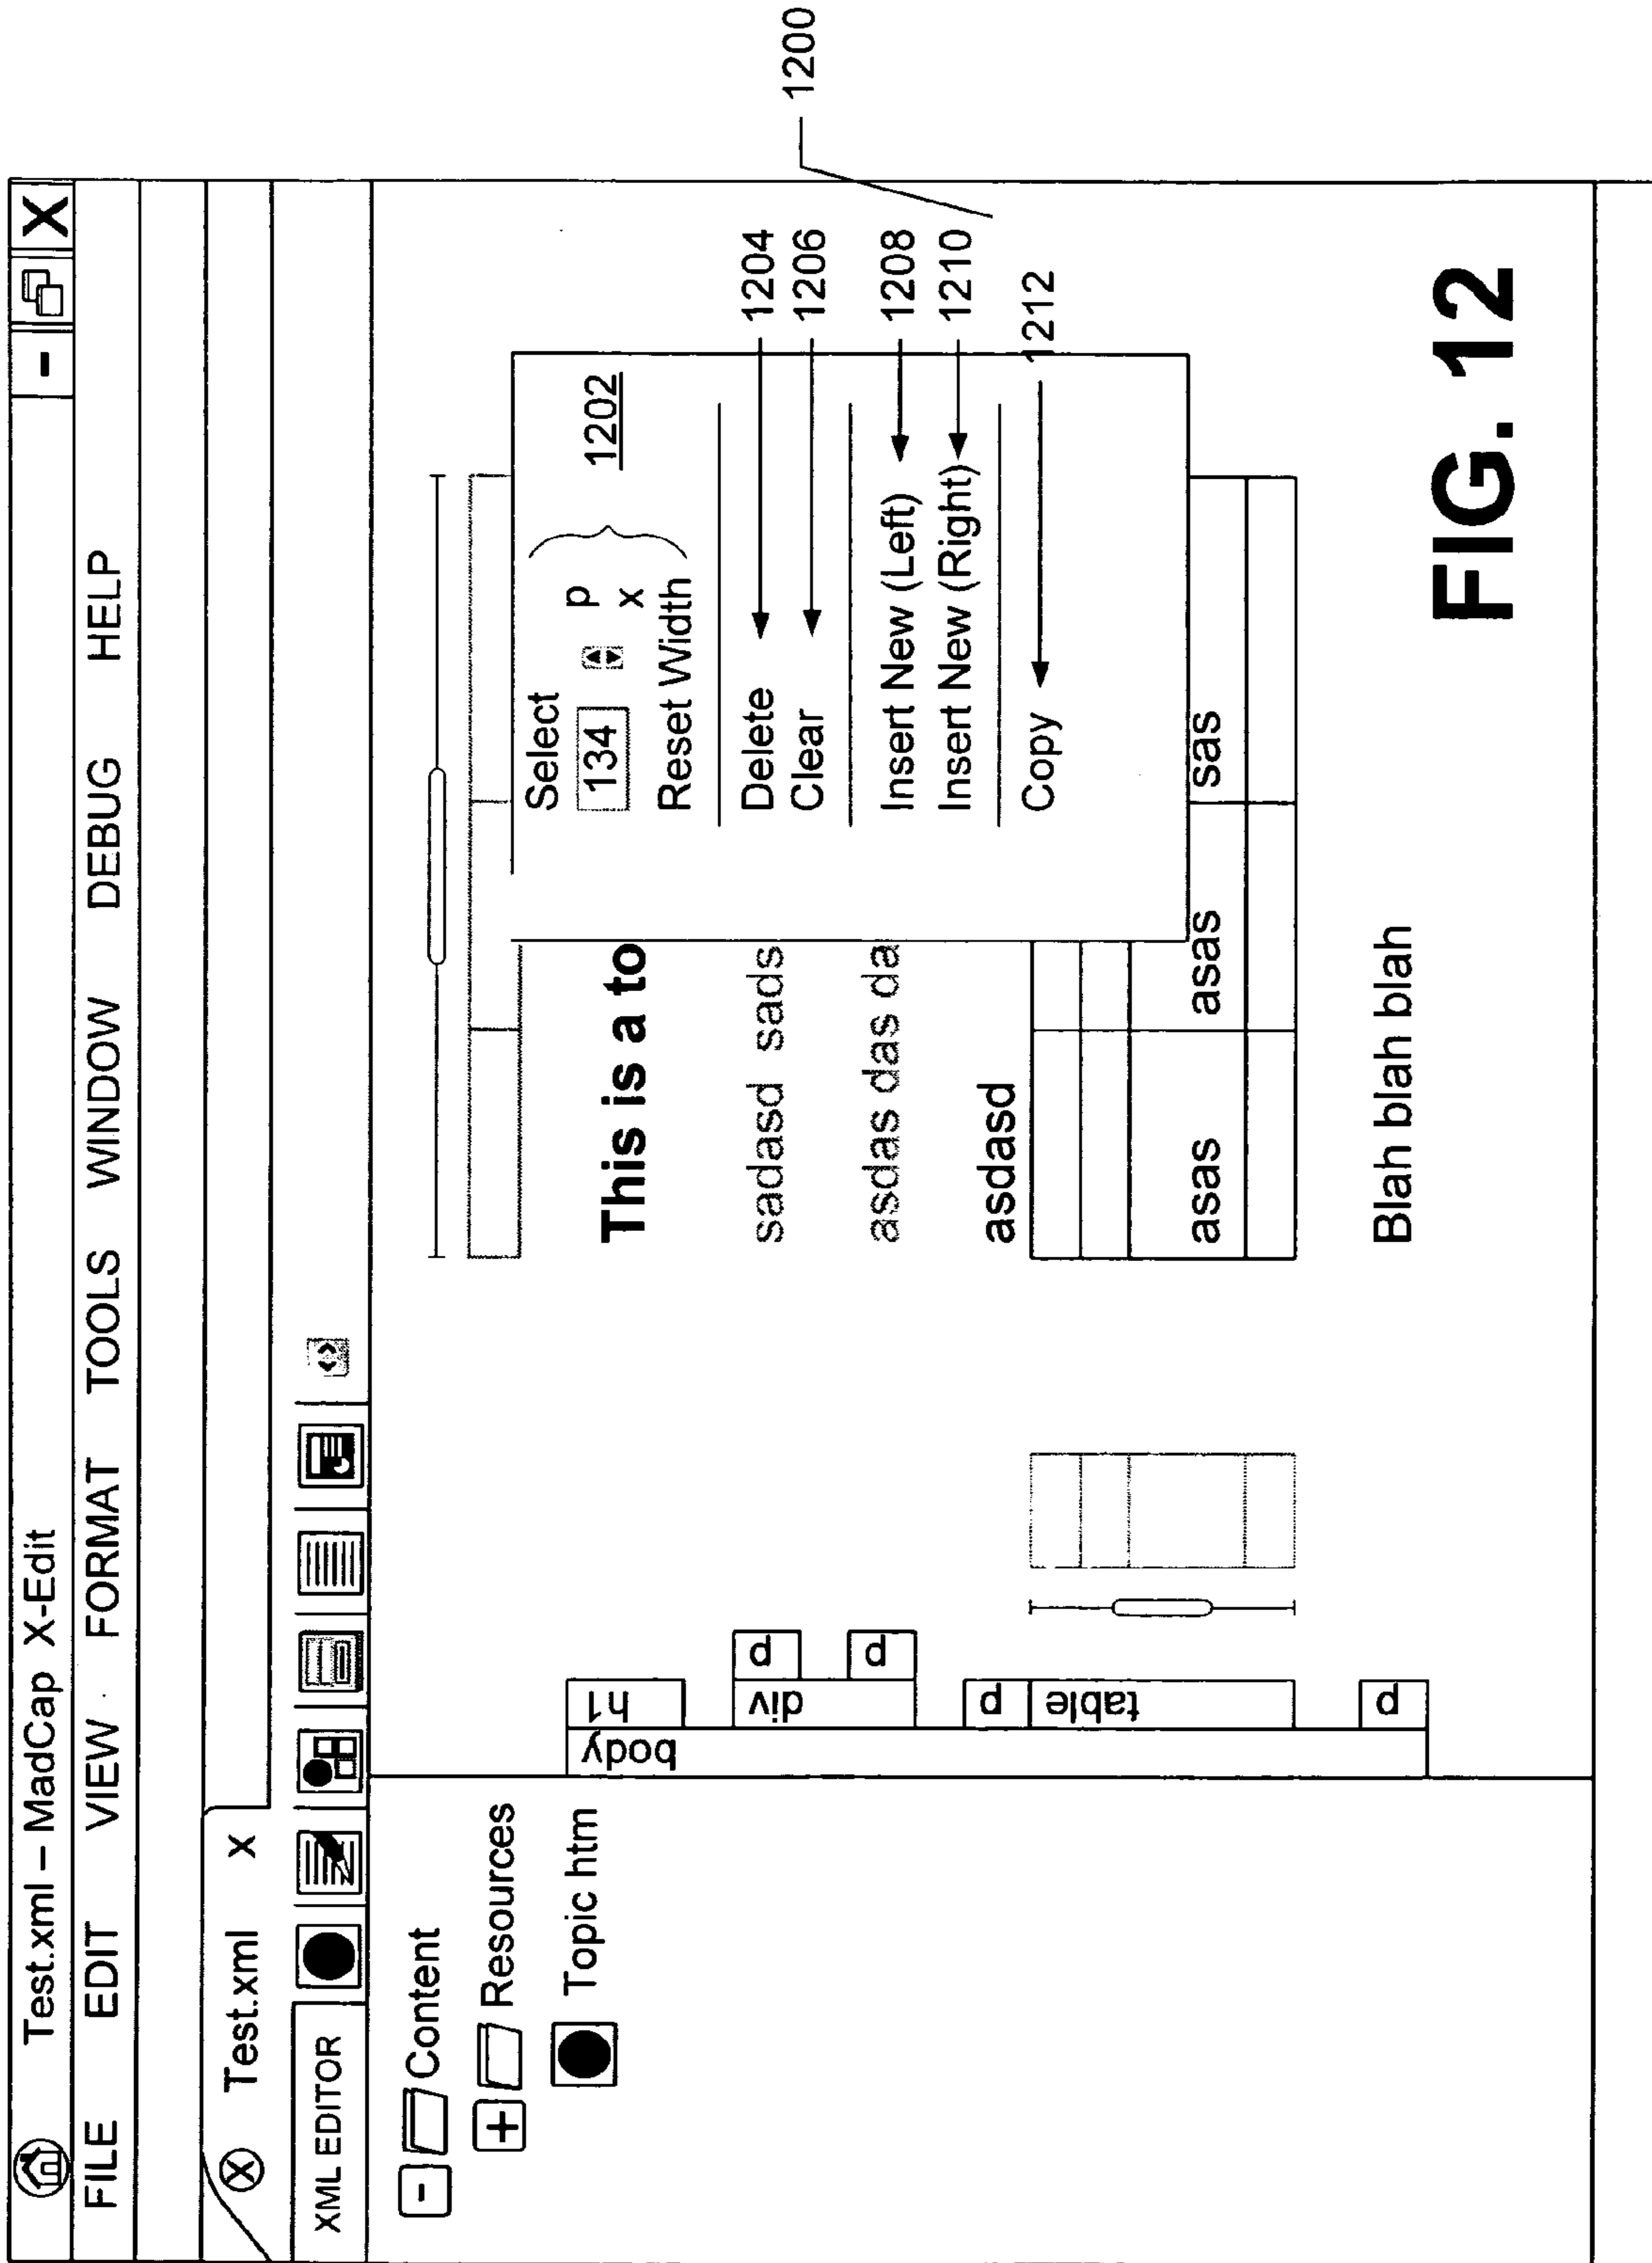 Test.xml – MadCap X-Edit
- X
FILE EDIT VIEW FORMAT TOOLS WINDOW DEBUG HELP
X Test.xml x
XML EDITOR
- Content
+ Resources
Topic htm
body
h1
div
p
p
p
table
p
This is a to
sadasd sads
asdas das da
asdasd
asas asas sas
Blah blah blah
Select
134 p
x
Reset Width
1202
Delete 1204
Clear 1206
Insert New (Left) 1208
Insert New (Right) 1210
Copy 1212
1200
FIG. 12